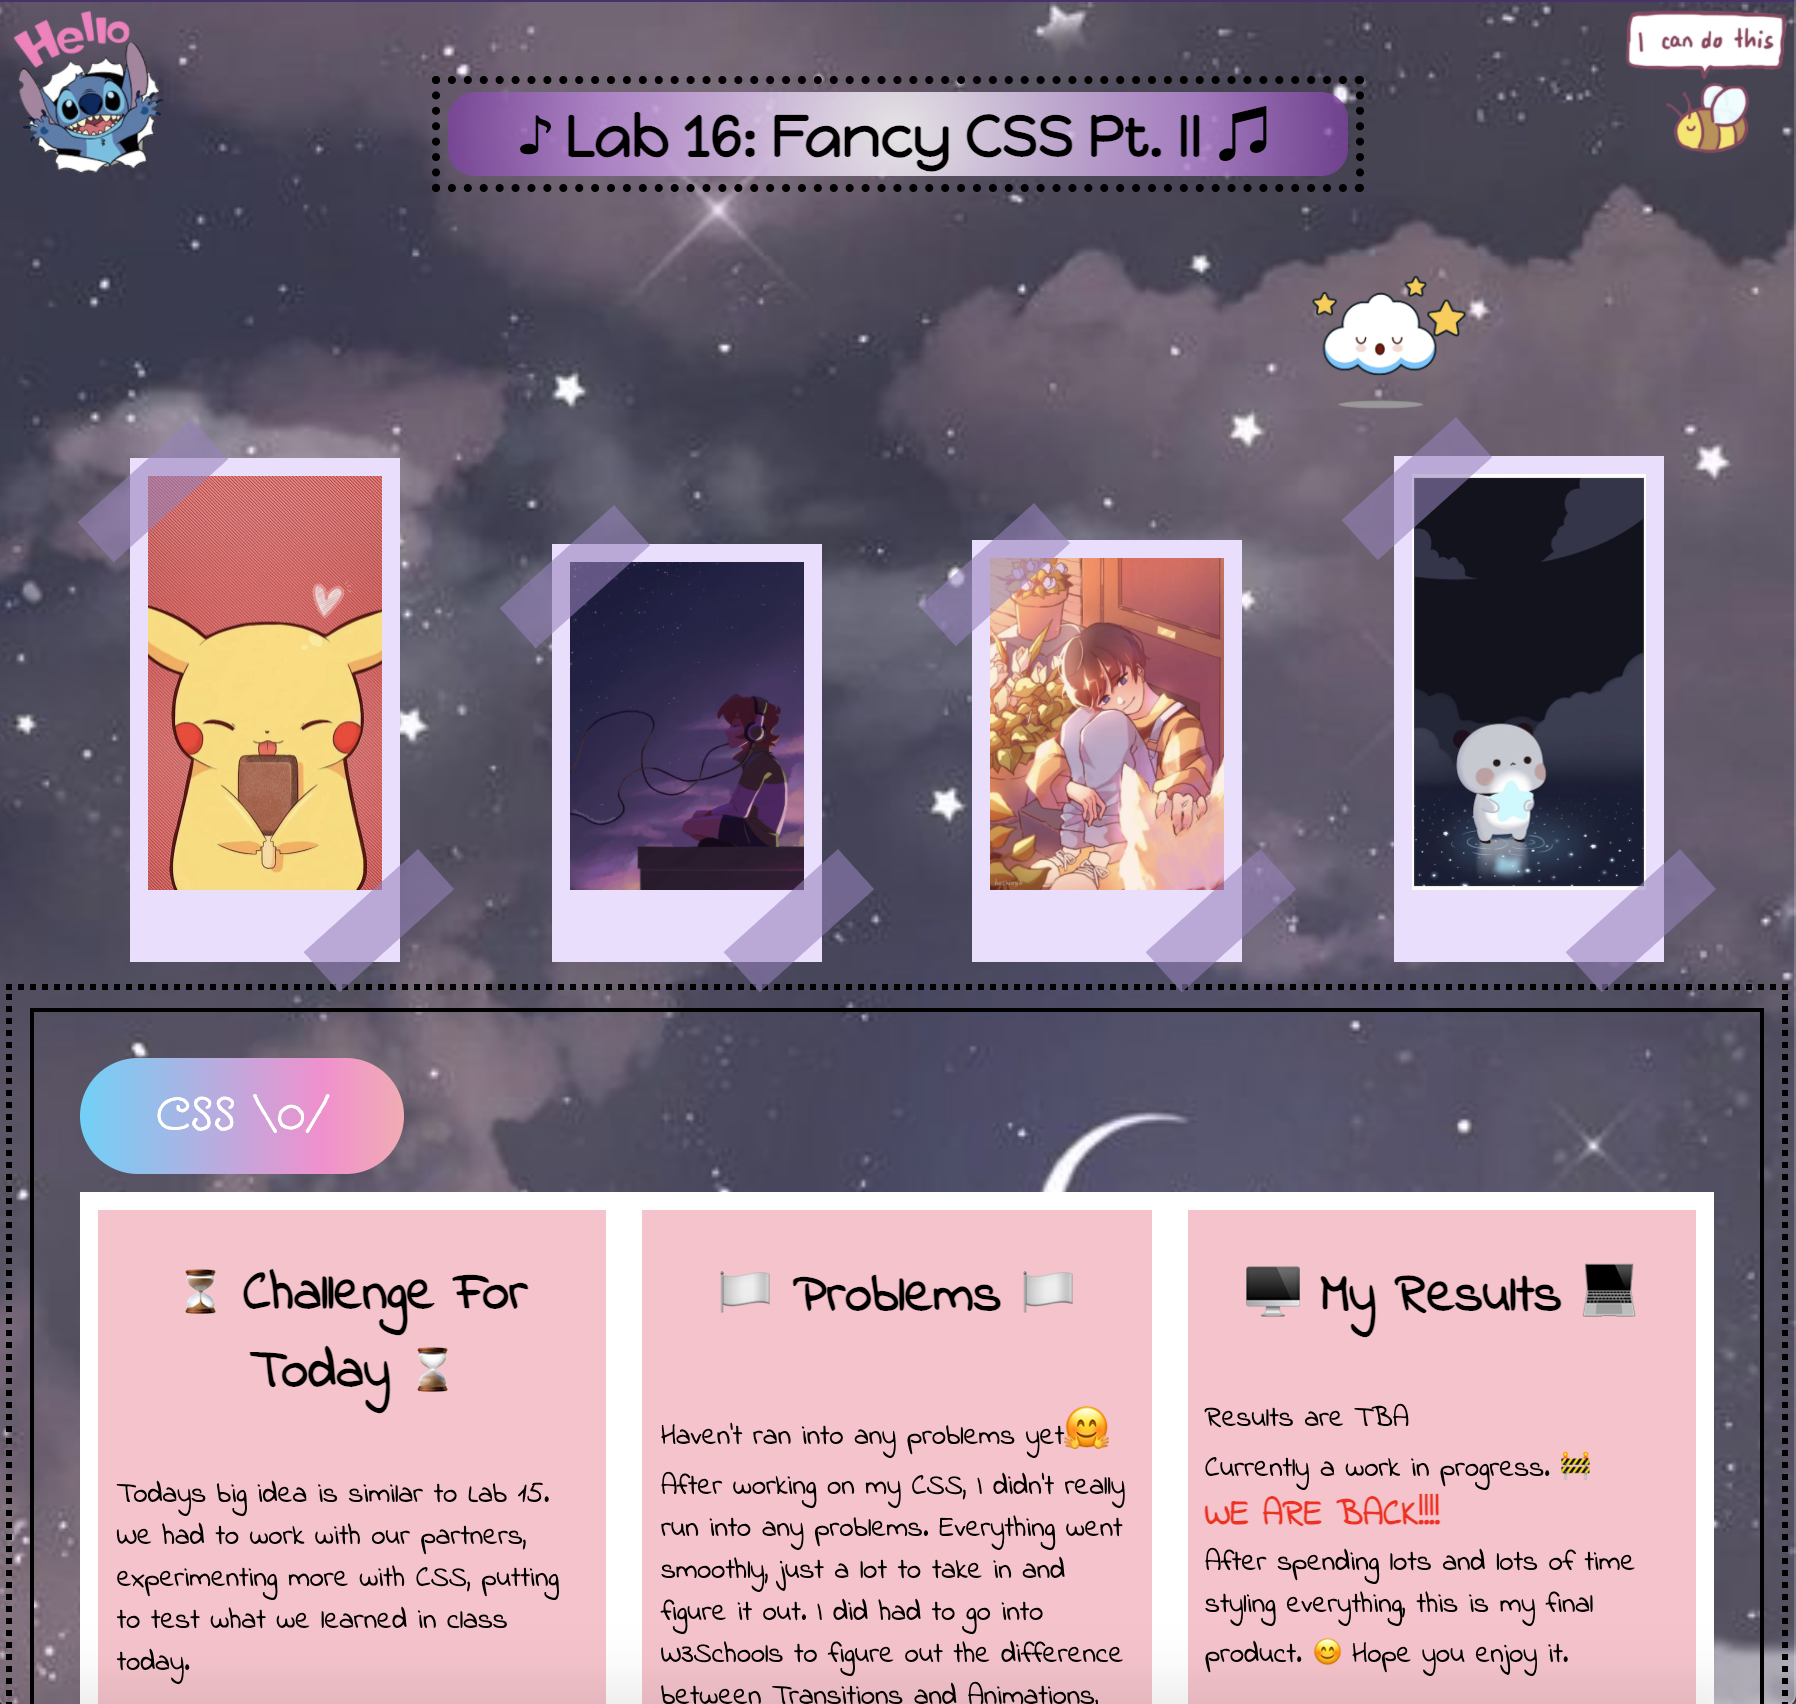 Hello
I can do this
♪ Lab 16: Fancy CSS Pt. II ♫
CSS \o/
⏳ Challenge For
Today ⏳
Todays big idea is similar to Lab 15.
We had to work with our partners,
experimenting more with CSS, putting
to test what we learned in class
today.
🏳️ Problems 🏳️
Haven't ran into any problems yet🤗
After working on my CSS, I didn't really
run into any problems. Everything went
smoothly, just a lot to take in and
figure it out. I did had to go into
W3Schools to figure out the difference
between Transitions and Animations.
🖥️ My Results 💻
Results are TBA
Currently a work in progress. 🚧
WE ARE BACK!!!!
After spending lots and lots of time
styling everything, this is my final
product. 😊 Hope you enjoy it.